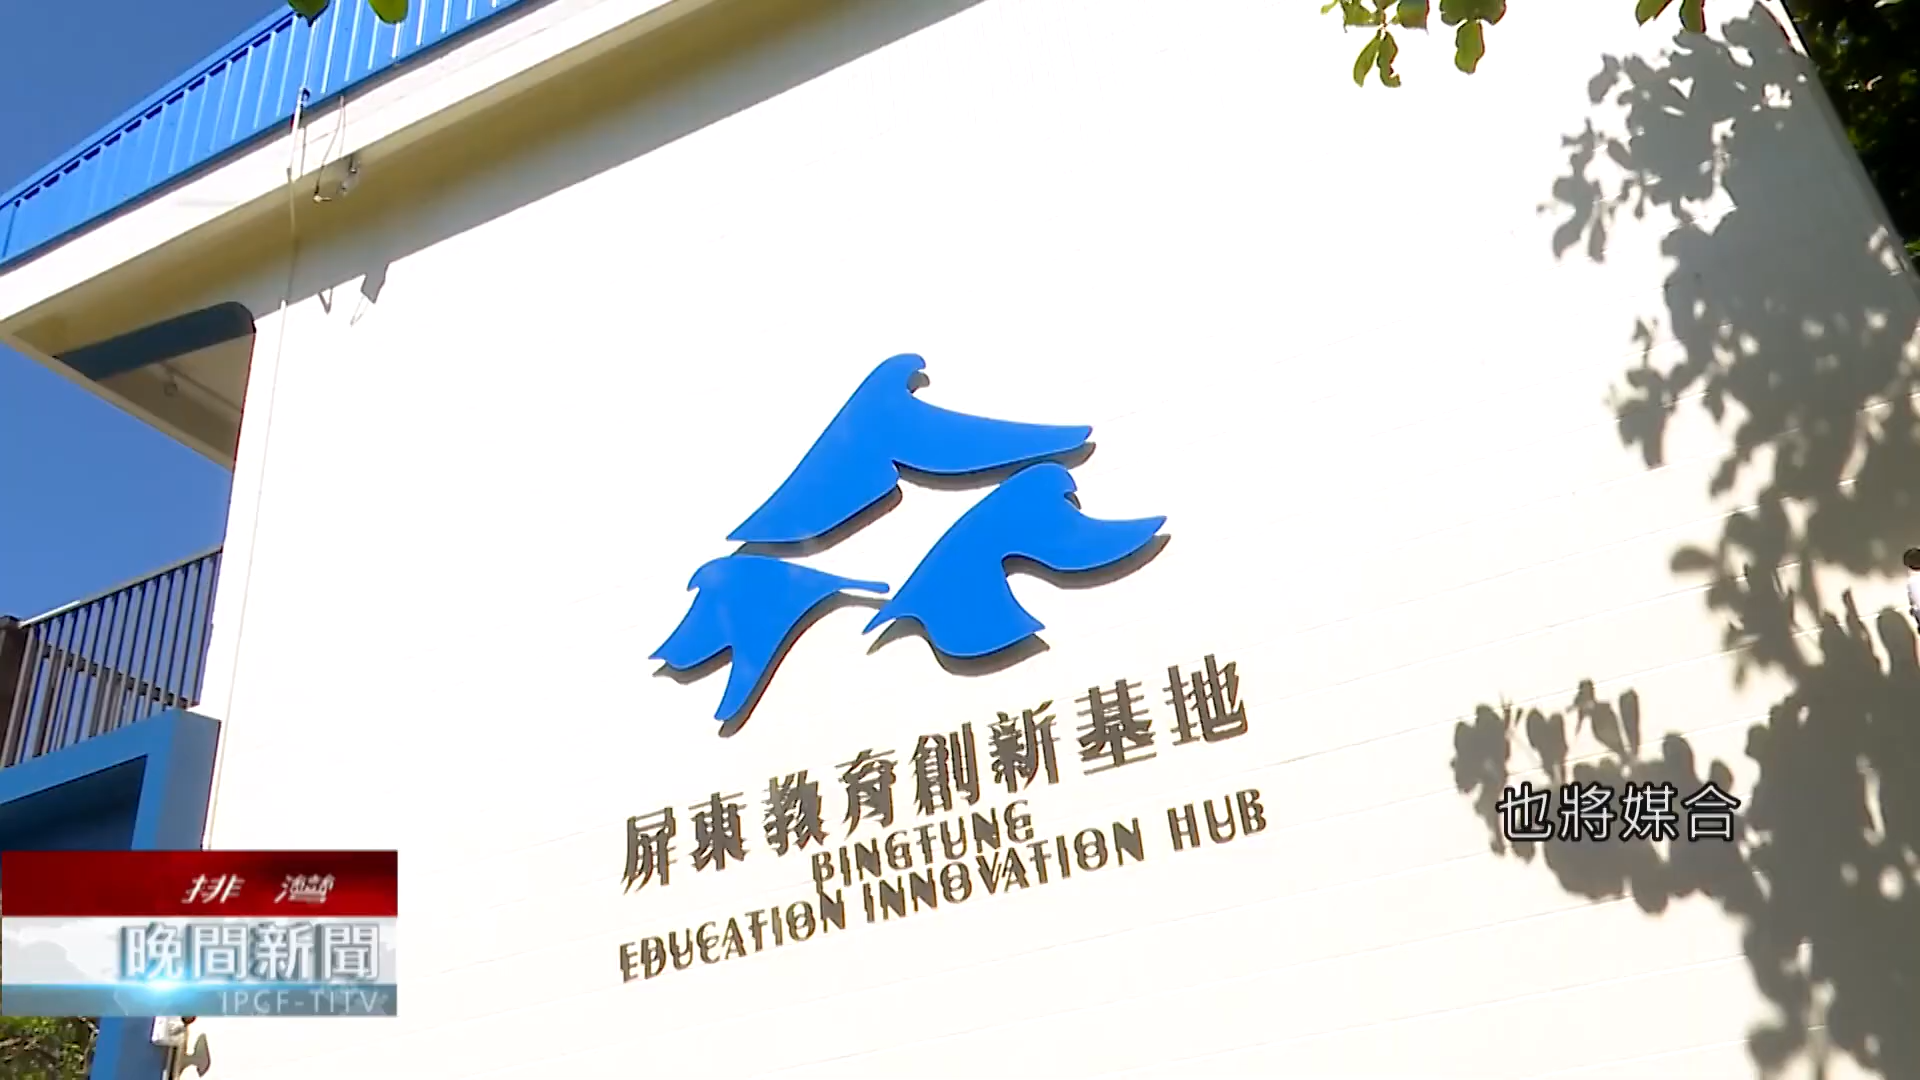 屏東教育創新基地
PINGTUNG
EDUCATION INNOVATION HUB
也將媒合
排灣
晚間新聞
IPCF-TITV